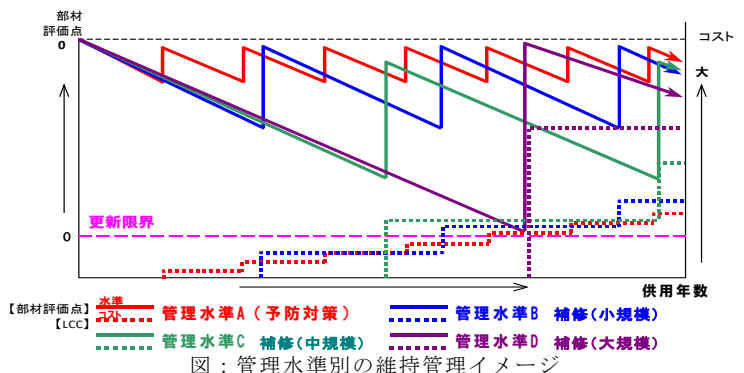 部材
評価点
0
コスト
大
更新限界
0
供用年数
【部材評価点】 水準 管理水準A(予防対策) 管理水準B 補修(小規模)
【LCC】 コスト
管理水準C 補修(中規模) 管理水準D 補修(大規模)
図:管理水準別の維持管理イメージ